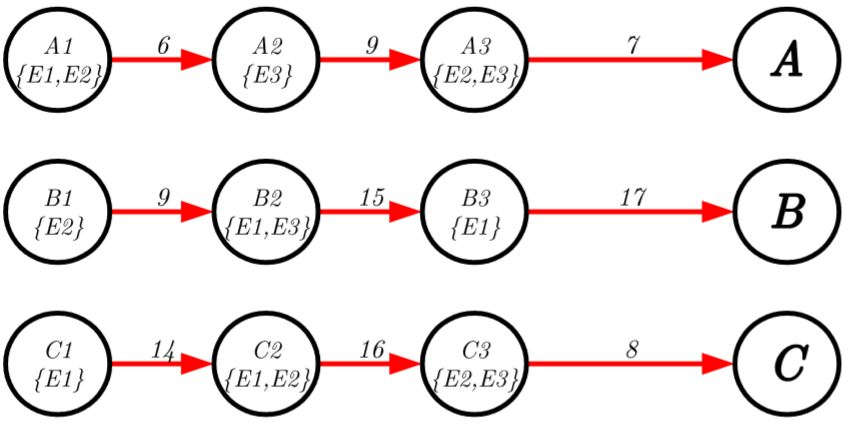 6
9
7
A1
{E1,E2}
A2
{E3}
A3
{E2,E3}
A
9
15
17
B1
{E2}
B2
{E1,E3}
B3
{E1}
B
14
16
8
C1
{E1}
C2
{E1,E2}
C3
{E2,E3}
C